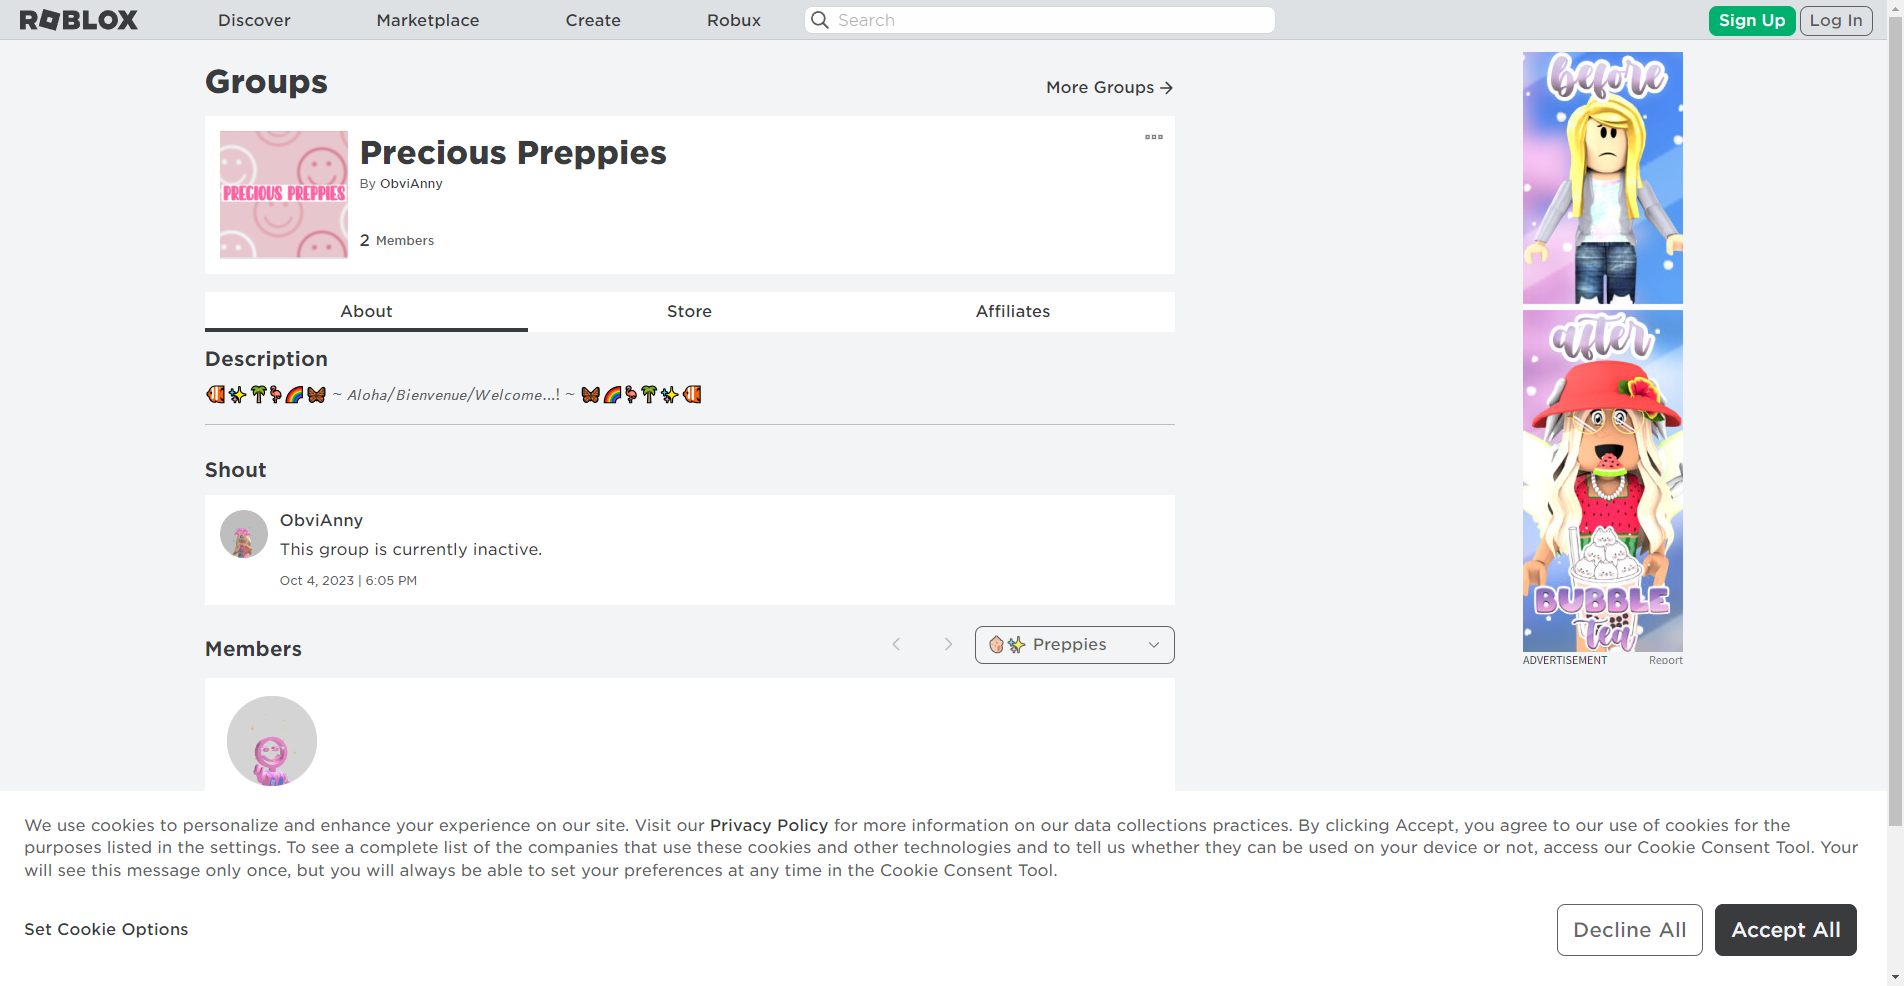 ROBLOX
Discover
Marketplace
Create
Robux
Search
Sign Up
Log In
Groups
More Groups →
PRECIOUS PREPPIES
Precious Preppies
By ObviAnny
2 Members
About
Store
Affiliates
Description
🐠✨🌴🦩🌈🦋 ~ Aloha/Bienvenue/Welcome...! ~ 🦋🌈🦩🌴✨🐠
Shout
ObviAnny
This group is currently inactive.
Oct 4, 2023 | 6:05 PM
Members
🐚✨ Preppies
before
after
BUBBLE
Tea
ADVERTISEMENT
Report
We use cookies to personalize and enhance your experience on our site. Visit our Privacy Policy for more information on our data collections practices. By clicking Accept, you agree to our use of cookies for the
purposes listed in the settings. To see a complete list of the companies that use these cookies and other technologies and to tell us whether they can be used on your device or not, access our Cookie Consent Tool. Your
will see this message only once, but you will always be able to set your preferences at any time in the Cookie Consent Tool.
Set Cookie Options
Decline All
Accept All